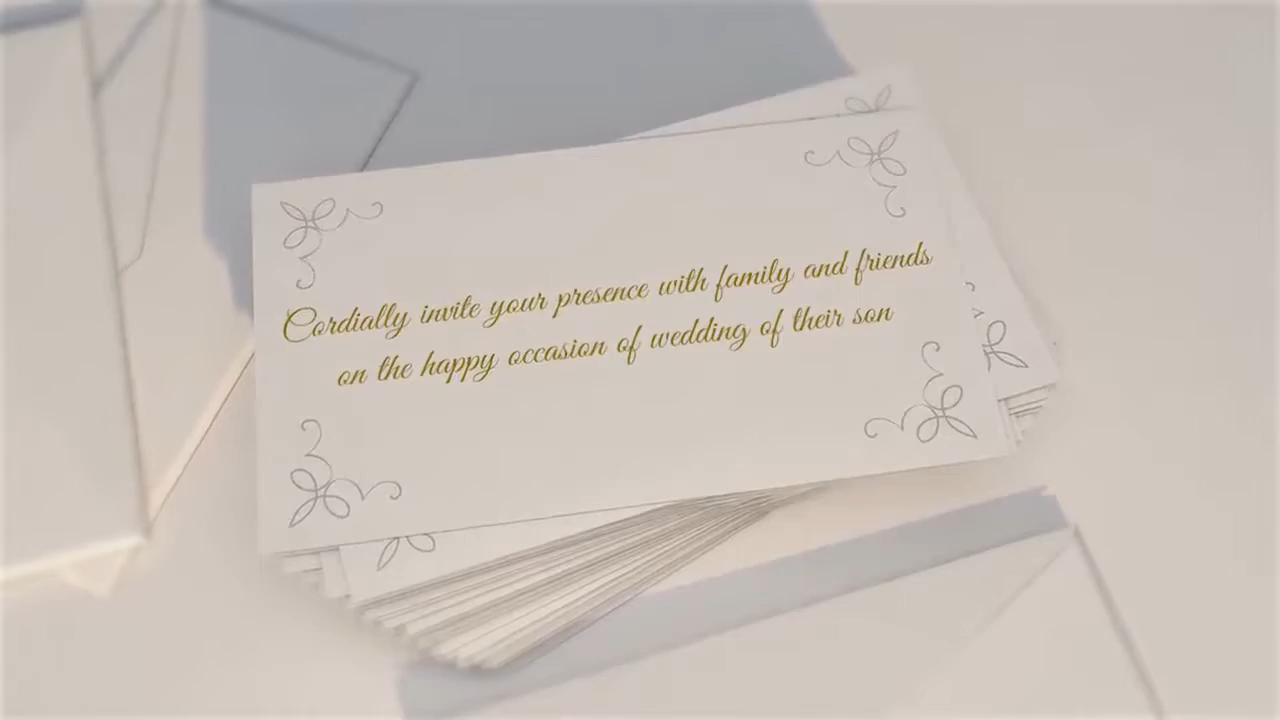 Cordially invite your presence with family and friends
on the happy occasion of wedding of their son